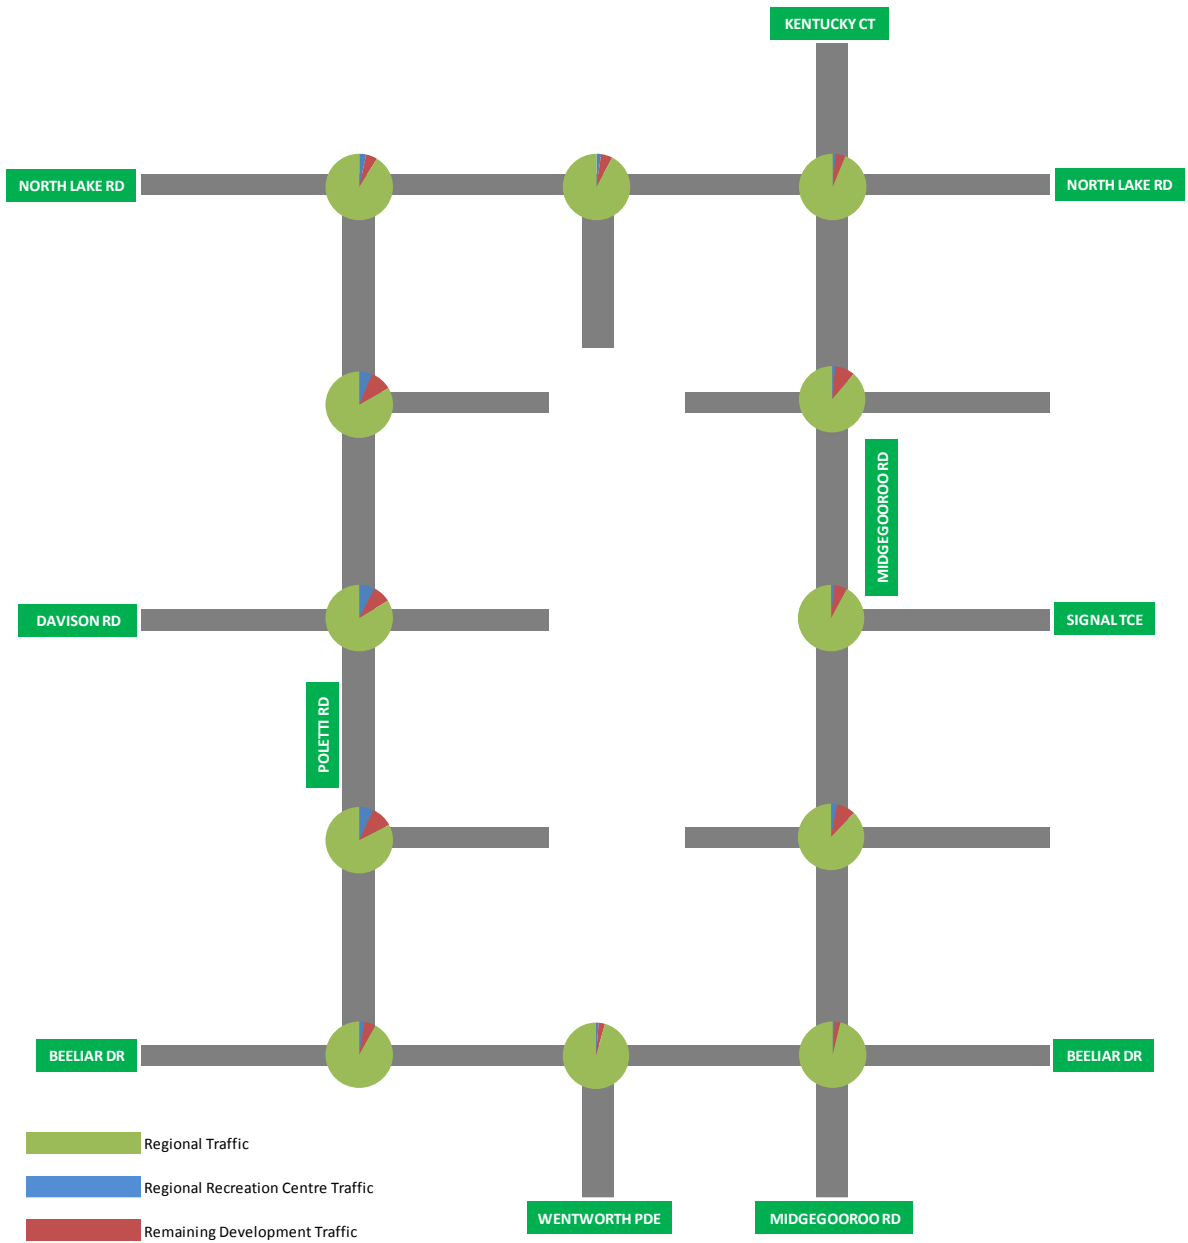 KENTUCKY CT
NORTH LAKE RD
NORTH LAKE RD
MIDGEGOOROO RD
DAVISON RD
SIGNAL TCE
POLETTI RD
BEELIAR DR
BEELIAR DR
Regional Traffic
Regional Recreation Centre Traffic
WENTWORTH PDE
MIDGEGOOROO RD
Remaining Development Traffic